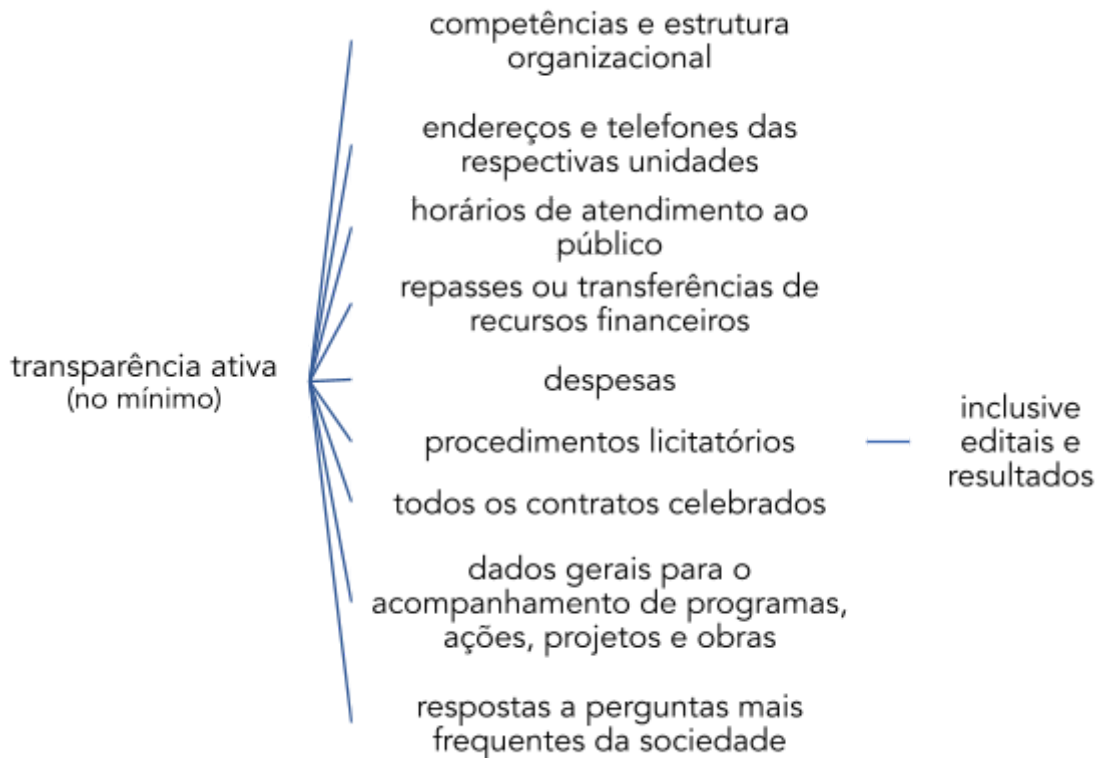 competências e estrutura
organizacional
endereços e telefones das
respectivas unidades
horários de atendimento ao
público
repasses ou transferências de
recursos financeiros
transparência ativa
(no mínimo)
despesas
procedimentos licitatórios
inclusive
editais e
resultados
todos os contratos celebrados
dados gerais para o
acompanhamento de programas,
ações, projetos e obras
respostas a perguntas mais
frequentes da sociedade